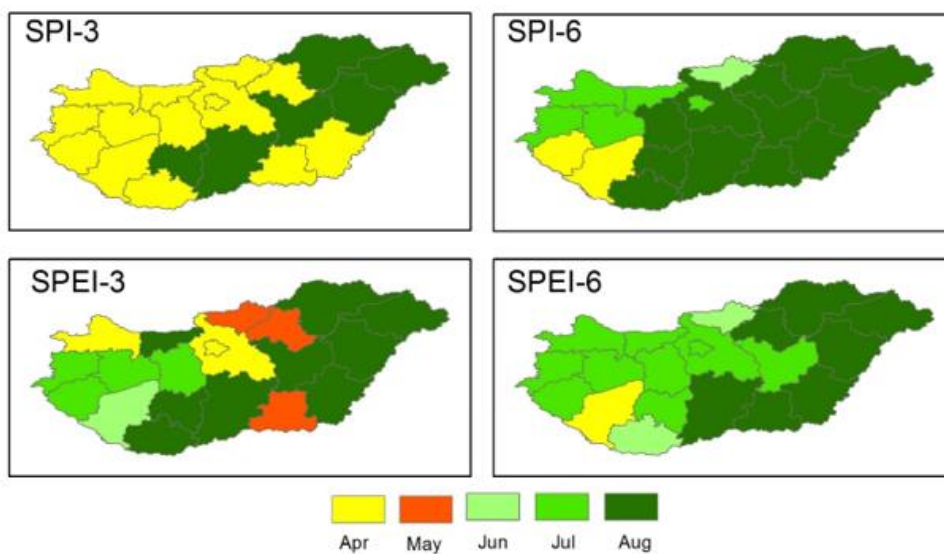 SPI-3
SPI-6
SPEI-3
SPEI-6
Apr May Jun Jul Aug